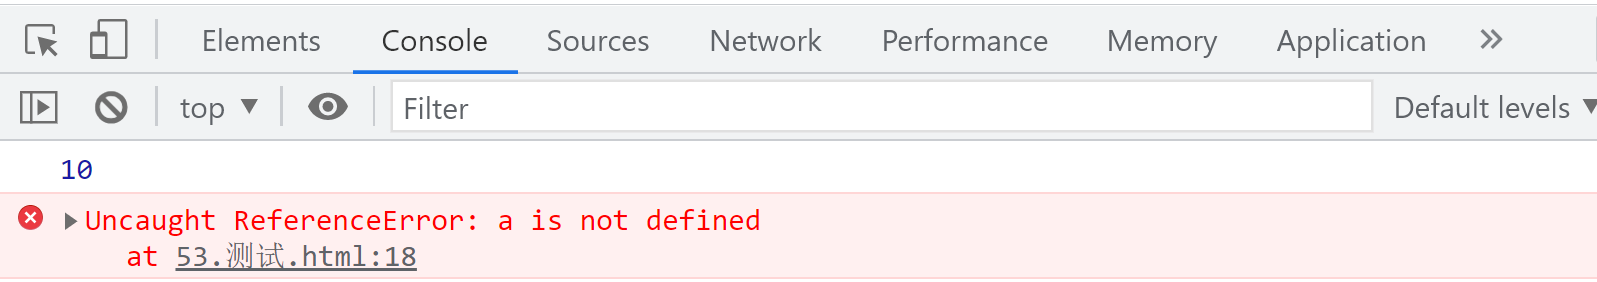 Elements Console Sources Network Performance Memory Application
top Filter Default levels
10
Uncaught ReferenceError: a is not defined
at 53.测试.html:18